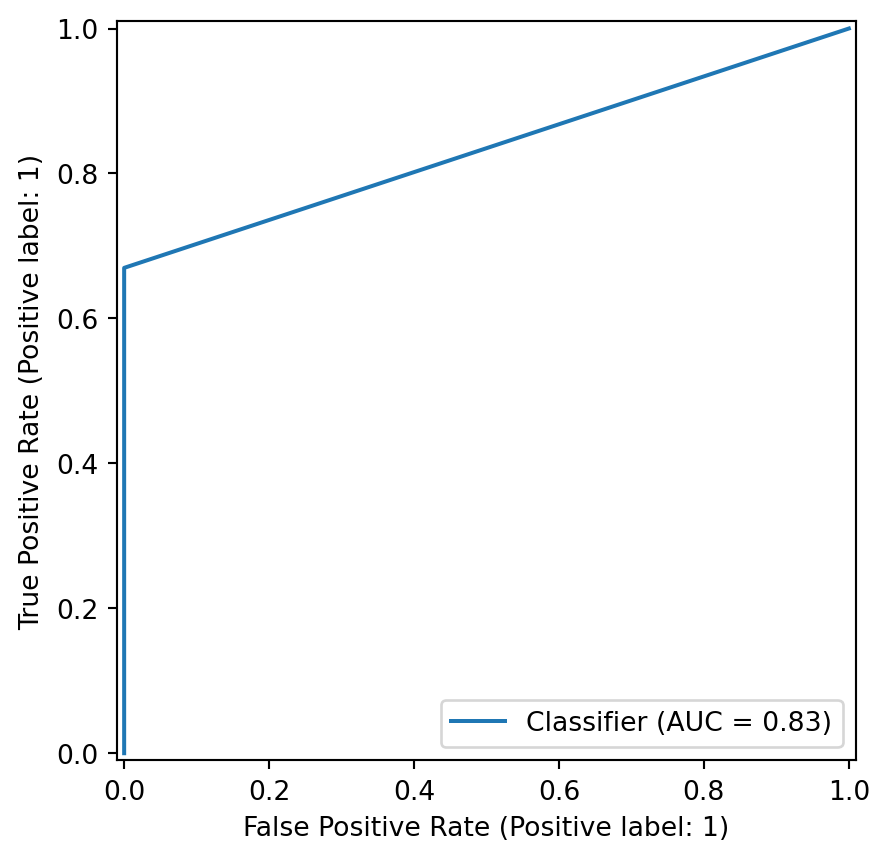 1.0
0.8
0.6
0.4
0.2
0.0
True Positive Rate (Positive label: 1)
Classifier (AUC = 0.83)
0.0 0.2 0.4 0.6 0.8 1.0
False Positive Rate (Positive label: 1)